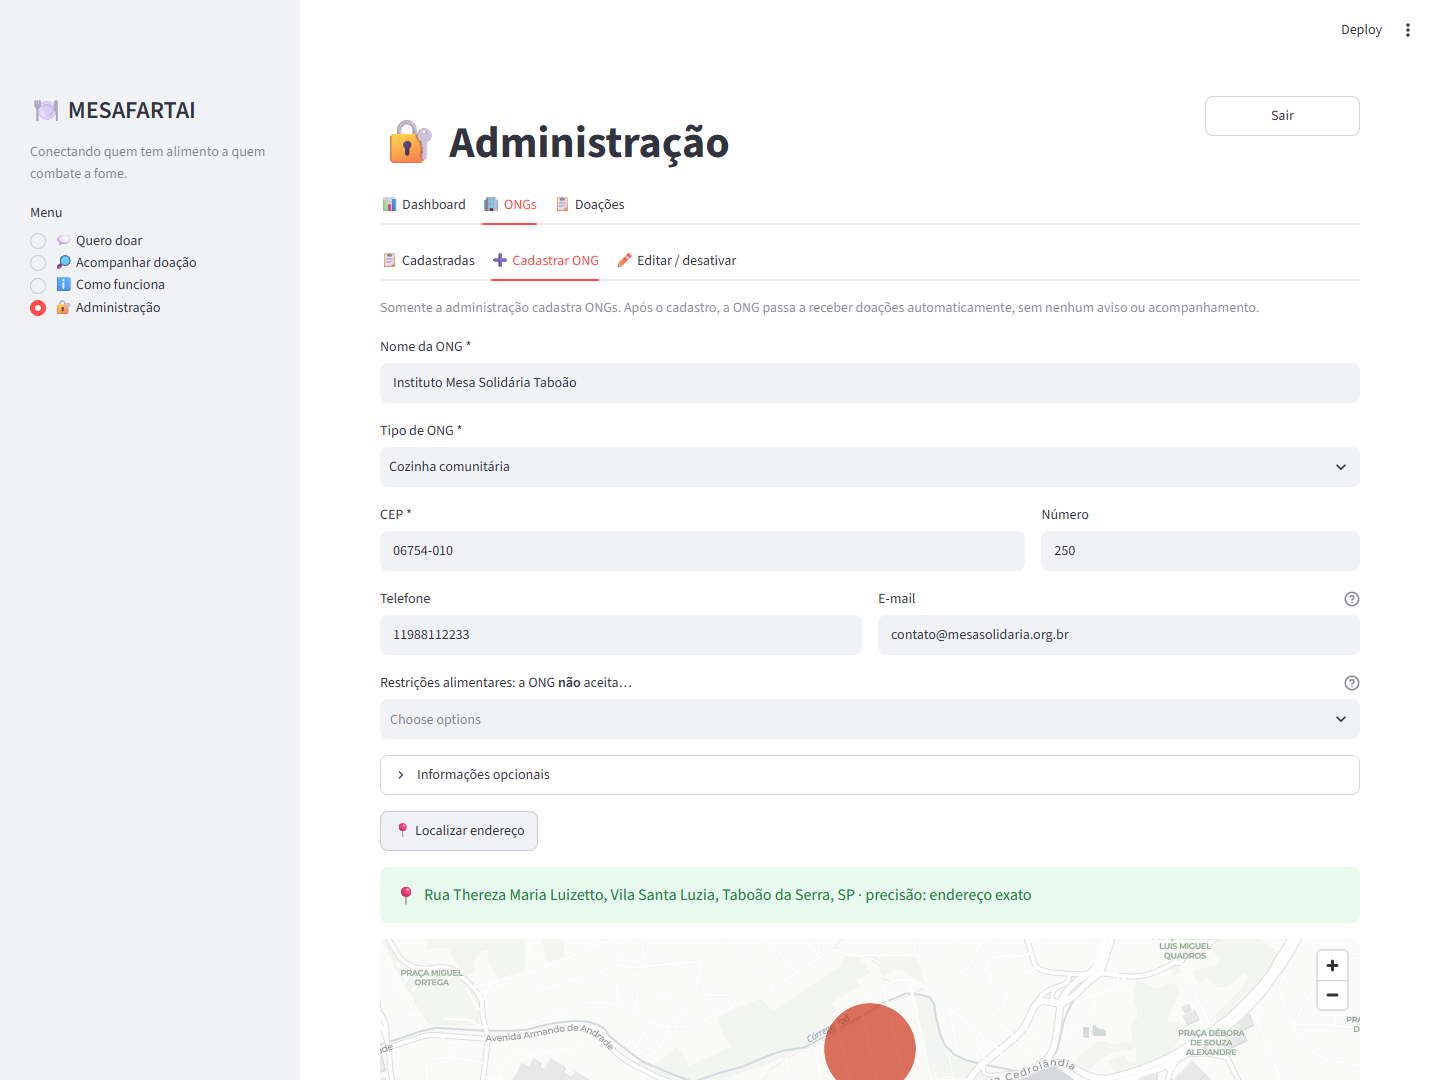 Deploy
MESAFARTAI
Conectando quem tem alimento a quem
combate a fome.
Menu
Quero doar
Acompanhar doação
Como funciona
Administração
Sair
Administração
Dashboard
ONGs
Doações
Cadastradas
Cadastrar ONG
Editar / desativar
Somente a administração cadastra ONGs. Após o cadastro, a ONG passa a receber doações automaticamente, sem nenhum aviso ou acompanhamento.
Nome da ONG *
Instituto Mesa Solidária Taboão
Tipo de ONG *
Cozinha comunitária
CEP *
Número
06754-010
250
Telefone
E-mail
11988112233
contato@mesasolidaria.org.br
Restrições alimentares: a ONG não aceita…
Choose options
Informações opcionais
Localizar endereço
Rua Thereza Maria Luizetto, Vila Santa Luzia, Taboão da Serra, SP · precisão: endereço exato
LUIS MIGUEL
QUADROS
PRAÇA MIGUEL
ORTEGA
Avenida Armando de Andrade
Córrego
PRAÇA DÉBORA
DE SOUZA
ALEXANDRE
Cedrolândia